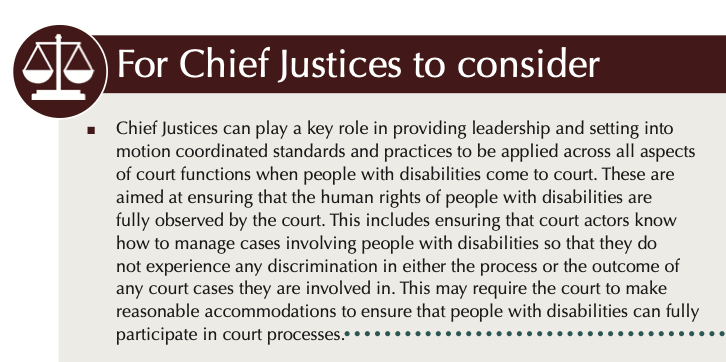 For Chief Justices to consider
▪ Chief Justices can play a key role in providing leadership and setting into
motion coordinated standards and practices to be applied across all aspects
of court functions when people with disabilities come to court. These are
aimed at ensuring that the human rights of people with disabilities are
fully observed by the court. This includes ensuring that court actors know
how to manage cases involving people with disabilities so that they do
not experience any discrimination in either the process or the outcome of
any court cases they are involved in. This may require the court to make
reasonable accommodations to ensure that people with disabilities can fully
participate in court processes.